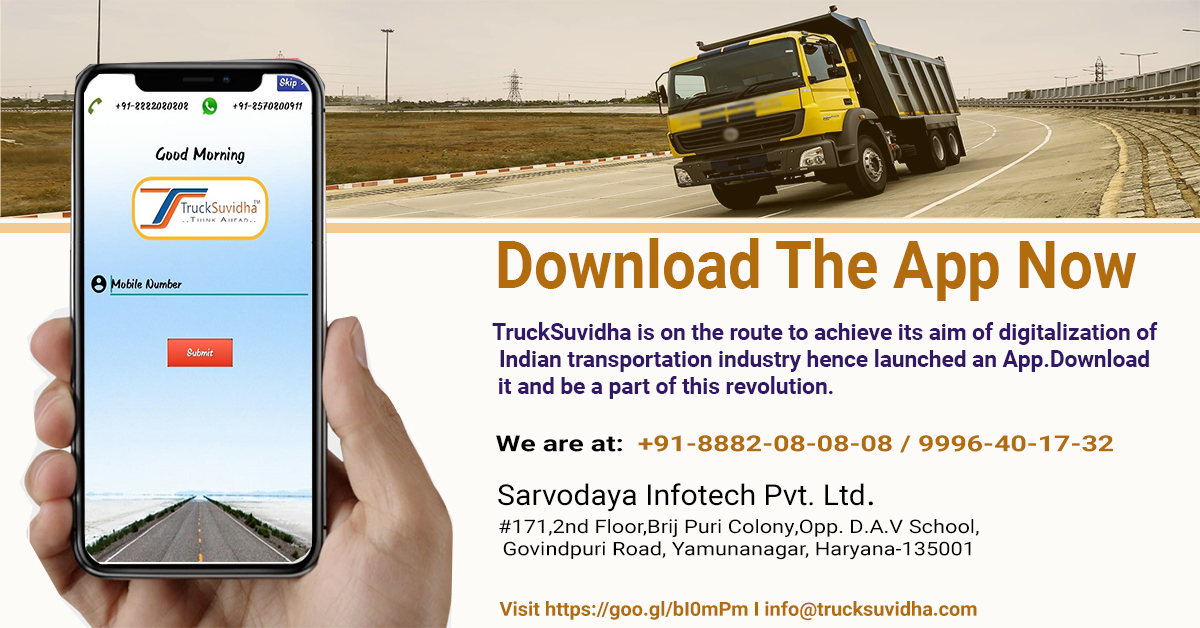 Skip >
+91-8882080808 +91-8570800911
Good Morning
TruckSuvidha™
..Think Ahead..
Mobile Number
Submit
Download The App Now
TruckSuvidha is on the route to achieve its aim of digitalization of
Indian transportation industry hence launched an App.Download
it and be a part of this revolution.
We are at: +91-8882-08-08-08 / 9996-40-17-32
Sarvodaya Infotech Pvt. Ltd.
#171,2nd Floor,Brij Puri Colony,Opp. D.A.V School,
Govindpuri Road, Yamunanagar, Haryana-135001
Visit https://goo.gl/bI0mPm I info@trucksuvidha.com